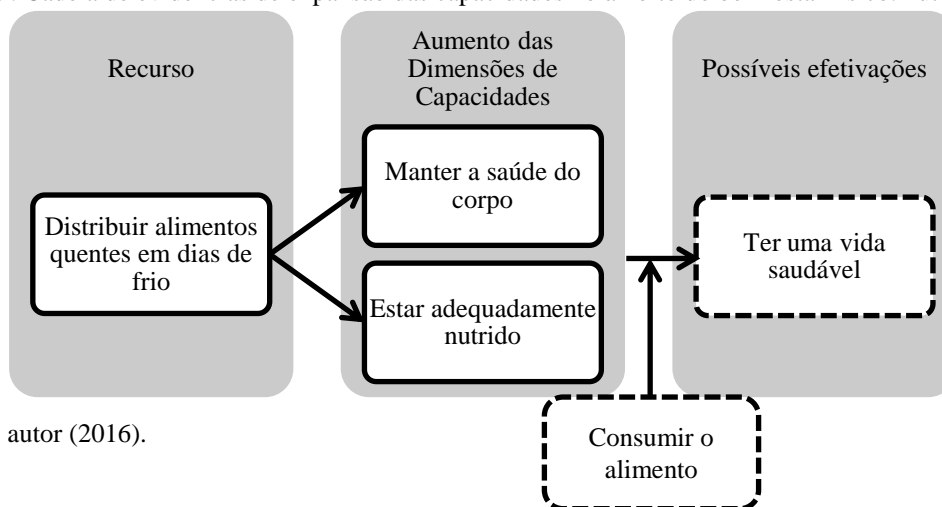 Recurso
Aumento das
Dimensões de
Capacidades
Possíveis efetivações
Distribuir alimentos
quentes em dias de
frio
Manter a saúde do
corpo
Estar adequadamente
nutrido
Ter uma vida
saudável
Consumir o
alimento
autor (2016).